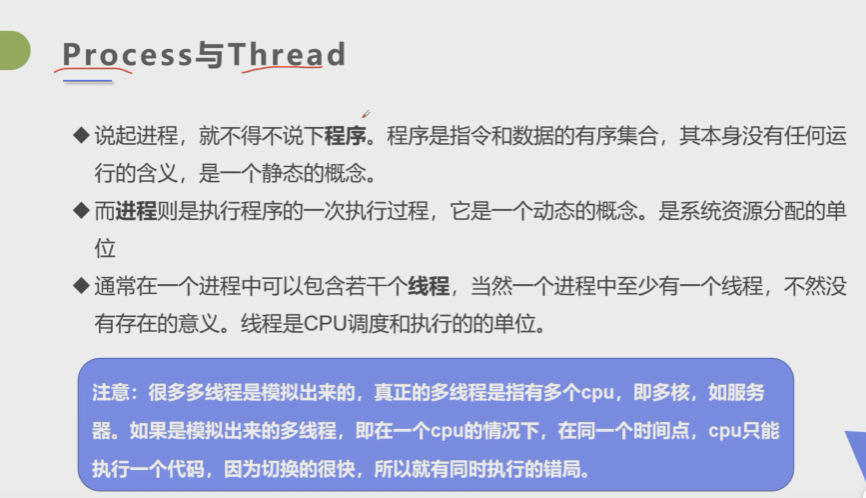 Process与Thread
◆说起进程，就不得不说下程序。程序是指令和数据的有序集合，其本身没有任何运
行的含义，是一个静态的概念。
◆而进程则是执行程序的一次执行过程，它是一个动态的概念。是系统资源分配的单
位
◆通常在一个进程中可以包含若干个线程，当然一个进程中至少有一个线程，不然没
有存在的意义。线程是CPU调度和执行的的单位。
注意：很多多线程是模拟出来的，真正的多线程是指有多个cpu，即多核，如服务
器。如果是模拟出来的多线程，即在一个cpu的情况下，在同一个时间点，cpu只能
执行一个代码，因为切换的很快，所以就有同时执行的错局。